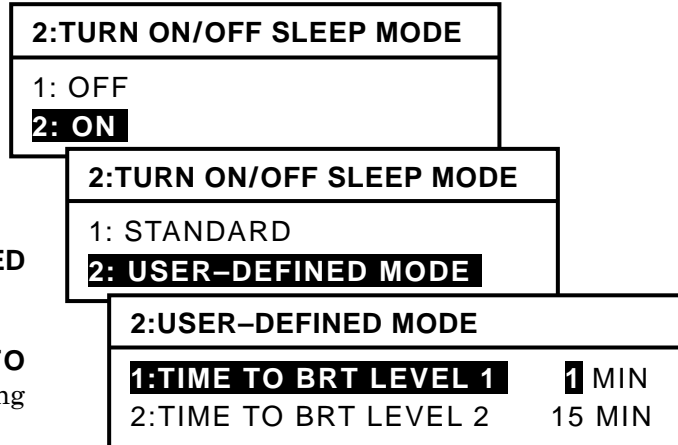 2:TURN ON/OFF SLEEP MODE
1: OFF
2: ON
2:TURN ON/OFF SLEEP MODE
1: STANDARD
2: USER–DEFINED MODE
2:USER–DEFINED MODE
1:TIME TO BRT LEVEL 1 1 MIN
2:TIME TO BRT LEVEL 2 15 MIN